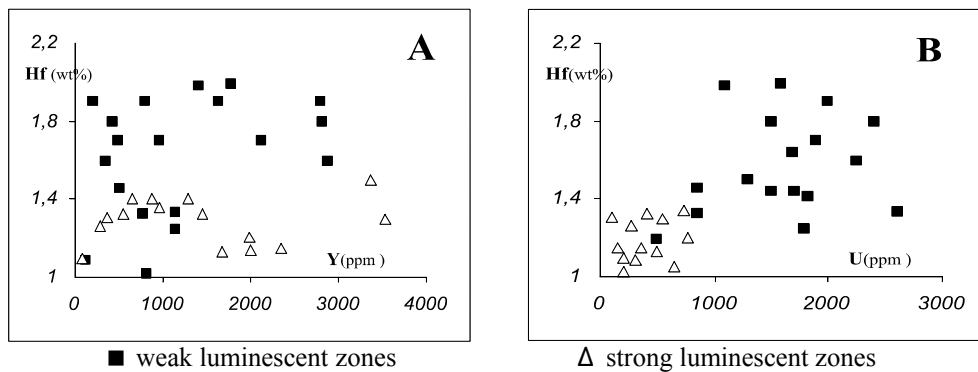 2,2
A
Hf (wt%)
1,8
1,4
Y(ppm )
1
0
1000
2000
3000
4000
2,2
B
Hf(wt%)
1,8
1,4
U(ppm )
1
0
1000
2000
3000
weak luminescent zones
strong luminescent zones